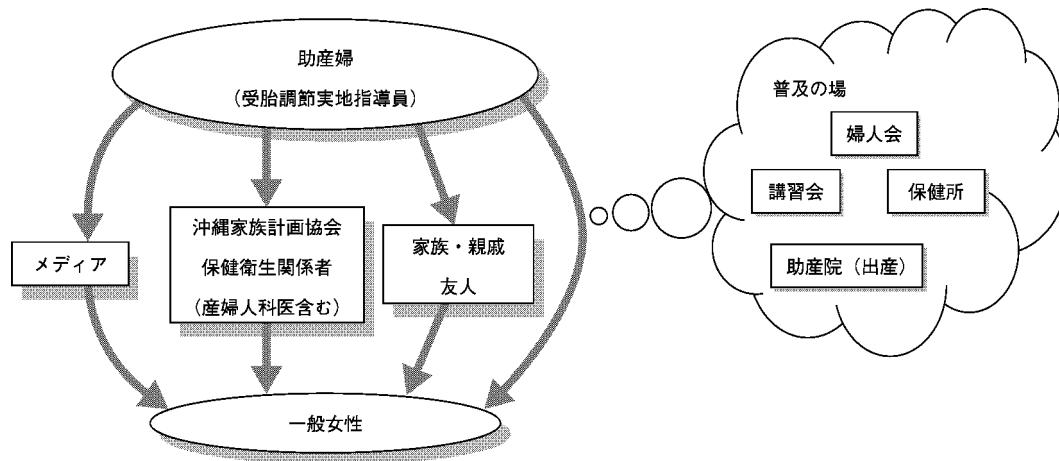 助産婦
（受胎調節実地指導員）
メディア
沖縄家族計画協会
保健衛生関係者
（産婦人科医含む）
家族・親戚
友人
一般女性
普及の場
婦人会
講習会
保健所
助産院（出産）